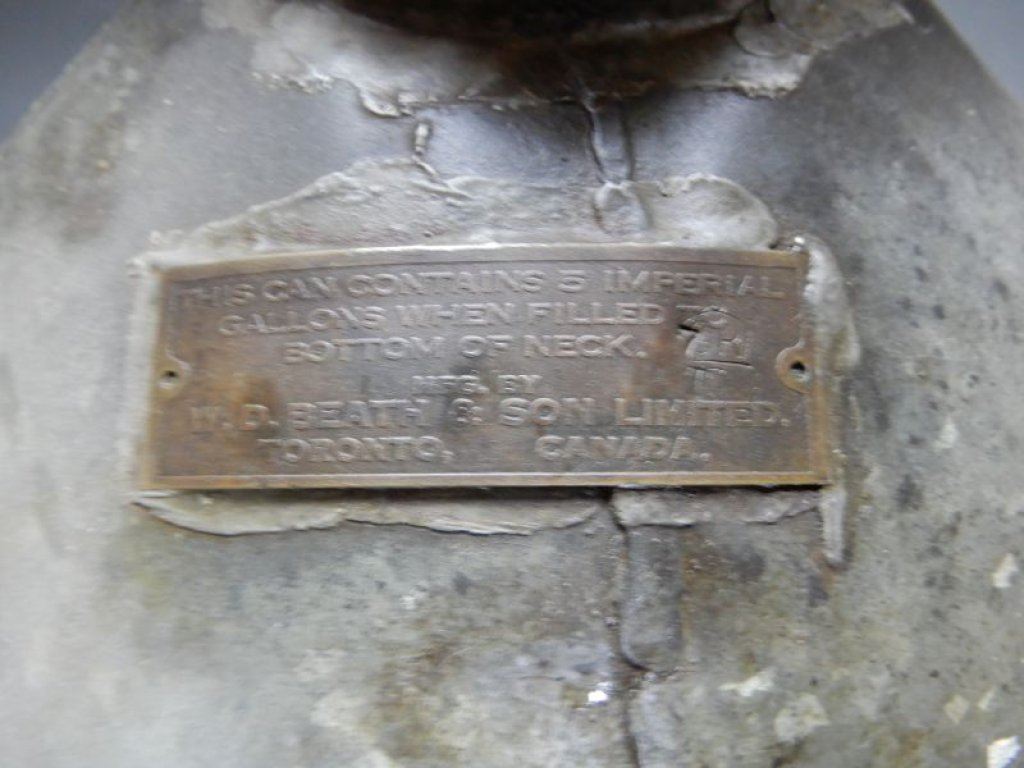 THIS CAN CONTAINS 5 IMPERIAL
GALLONS WHEN FILLED TO
BOTTOM OF NECK.
MFG. BY
W.D. BEATH & SON LIMITED.
TORONTO, CANADA.